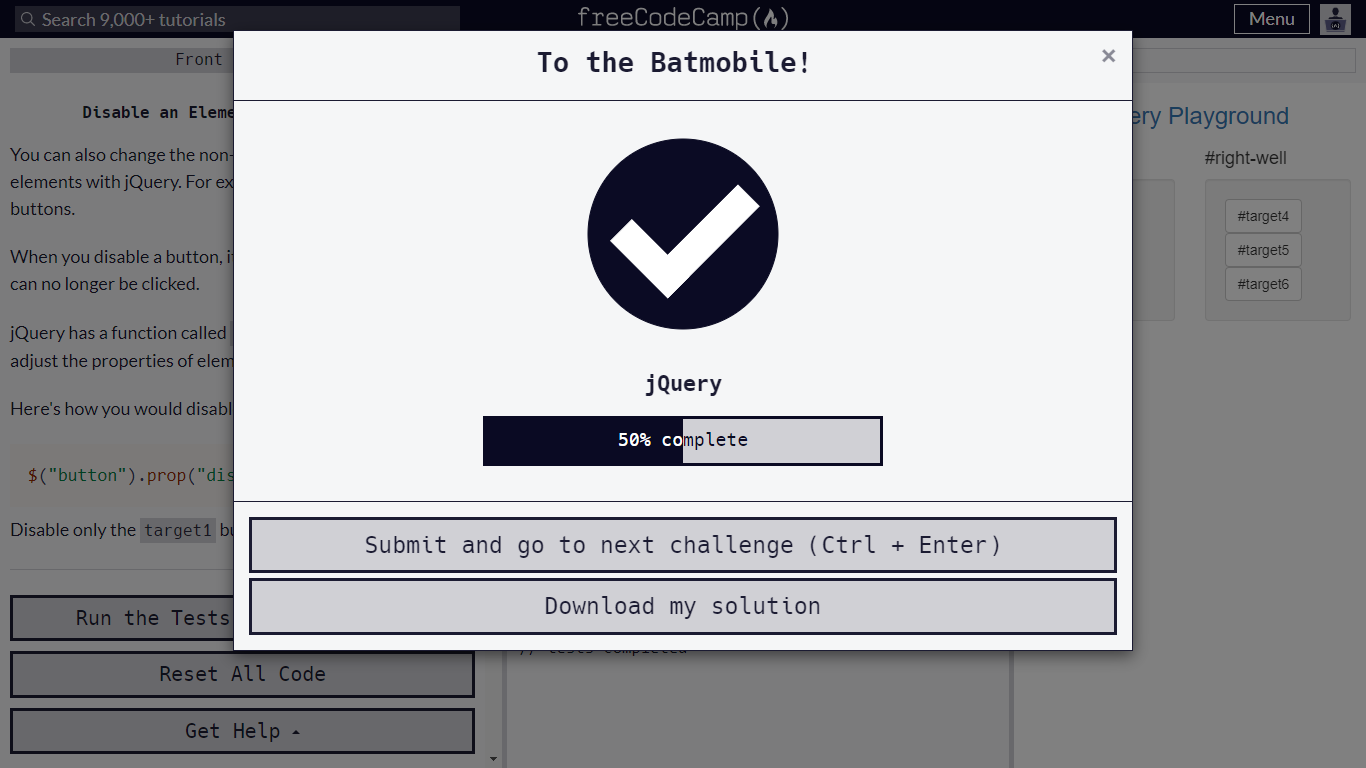 Search 9,000+ tutorials
freeCodeCamp
Menu
Front
To the Batmobile!
×
Disable an Eleme
You can also change the non-
elements with jQuery. For ex
buttons.
When you disable a button, i
can no longer be clicked.
jQuery has a function called
adjust the properties of elem
Here's how you would disabl
$("button").prop("dis
Disable only the target1 bu
Run the Tests
Reset All Code
Get Help
jQuery
50% complete
Submit and go to next challenge (Ctrl + Enter)
Download my solution
// tests completed
ery Playground
#right-well
#target4
#target5
#target6